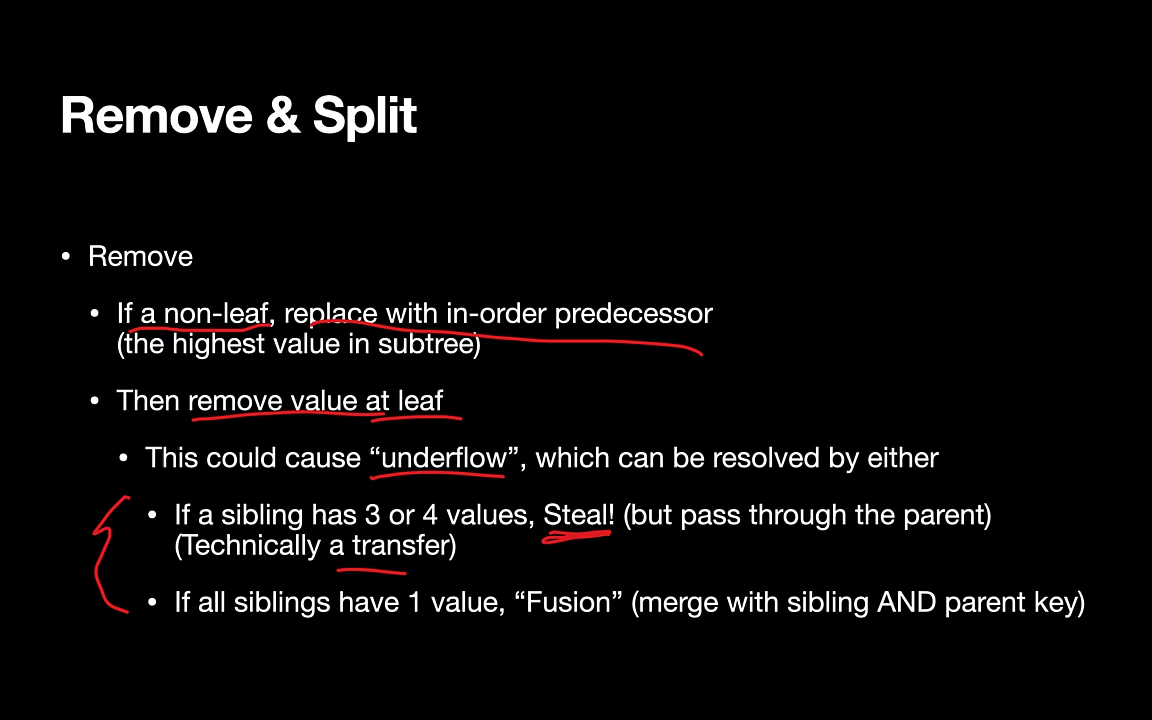 Remove & Split
• Remove
• If a non-leaf, replace with in-order predecessor
(the highest value in subtree)
• Then remove value at leaf
• This could cause “underflow”, which can be resolved by either
• If a sibling has 3 or 4 values, Steal! (but pass through the parent)
(Technically a transfer)
• If all siblings have 1 value, “Fusion” (merge with sibling AND parent key)